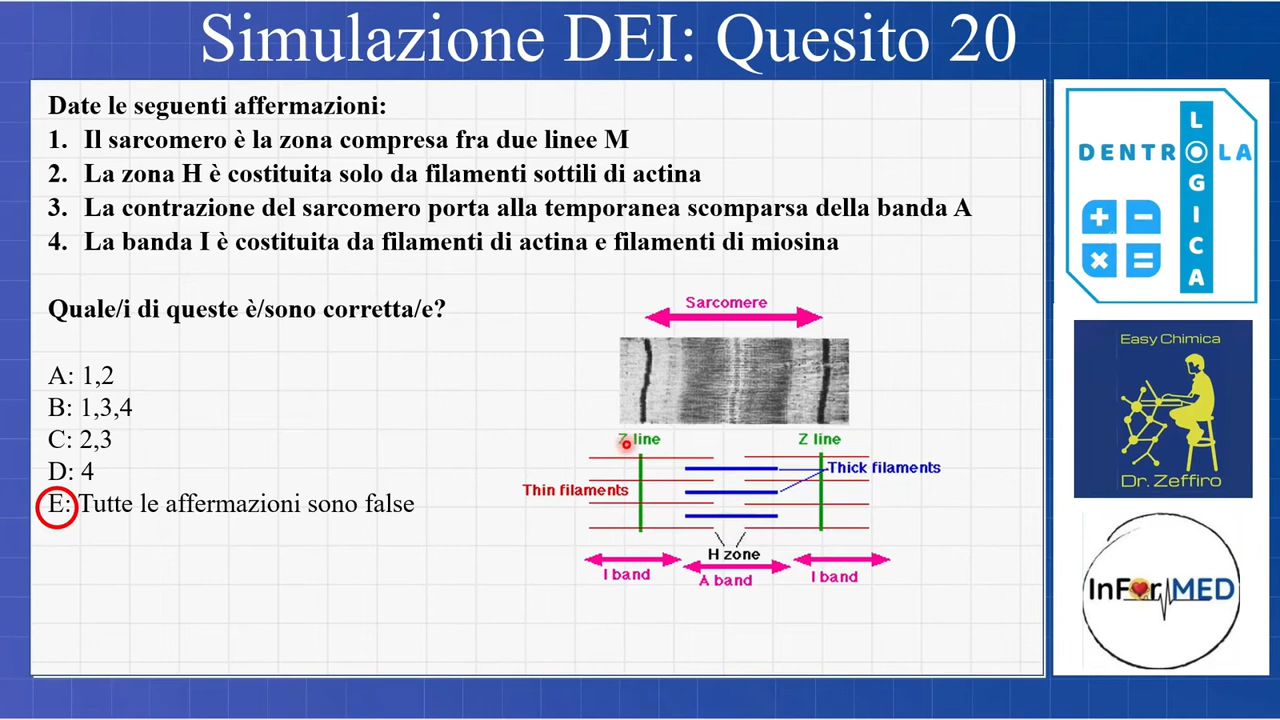 Simulazione DEI: Quesito 20
Date le seguenti affermazioni:
1. Il sarcomero è la zona compresa fra due linee M
2. La zona H è costituita solo da filamenti sottili di actina
3. La contrazione del sarcomero porta alla temporanea scomparsa della banda A
4. La banda I è costituita da filamenti di actina e filamenti di miosina
Quale/i di queste è/sono corretta/e?
A: 1,2
B: 1,3,4
C: 2,3
D: 4
E: Tutte le affermazioni sono false
Sarcomere
Z line
Z line
Thick filaments
Thin filaments
H zone
I band
A band
I band
DENTRO LA
LOGICA
Easy Chimica
Dr. Zeffiro
InForMED